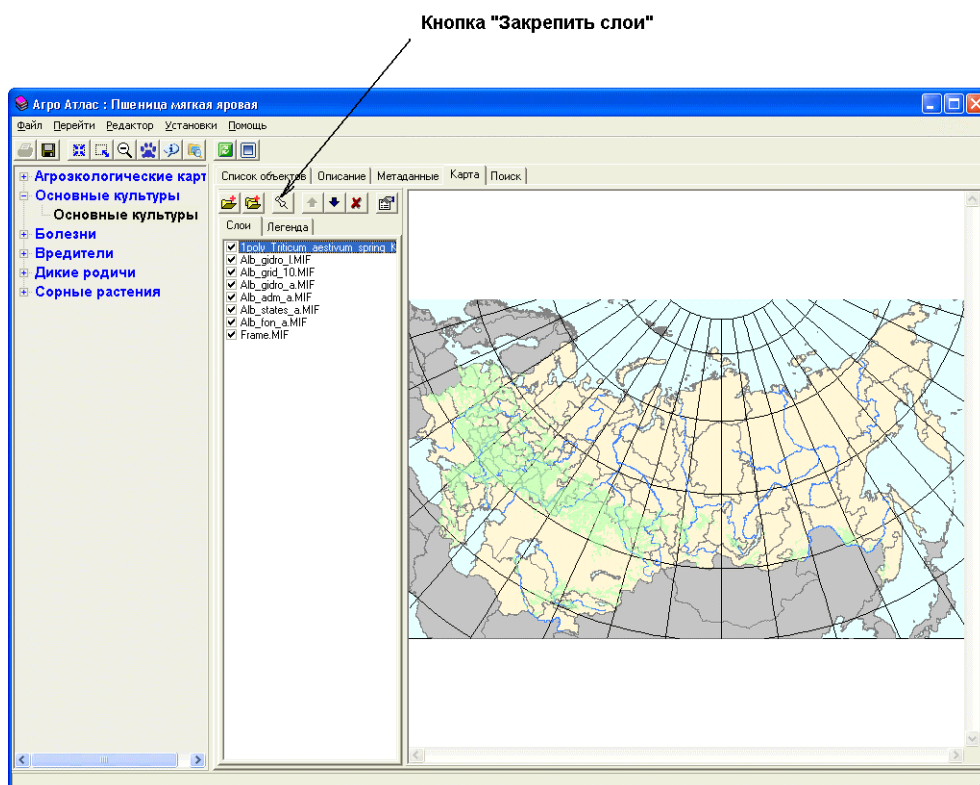 Кнопка "Закрепить слои"
Агро Атлас : Пшеница мягкая яровая
Файл Перейти Редактор Установки Помощь
Список объектов Описание Метаданные Карта Поиск
Агроэкологические карт
Основные культуры
Основные культуры
Болезни
Вредители
Дикие родичи
Сорные растения
Слои Легенда
1poly_Triticum_aestivum_spring_K
Alb_gidro_l.MIF
Alb_grid_10.MIF
Alb_gidro_a.MIF
Alb_adm_a.MIF
Alb_states_a.MIF
Alb_fon_a.MIF
Frame.MIF